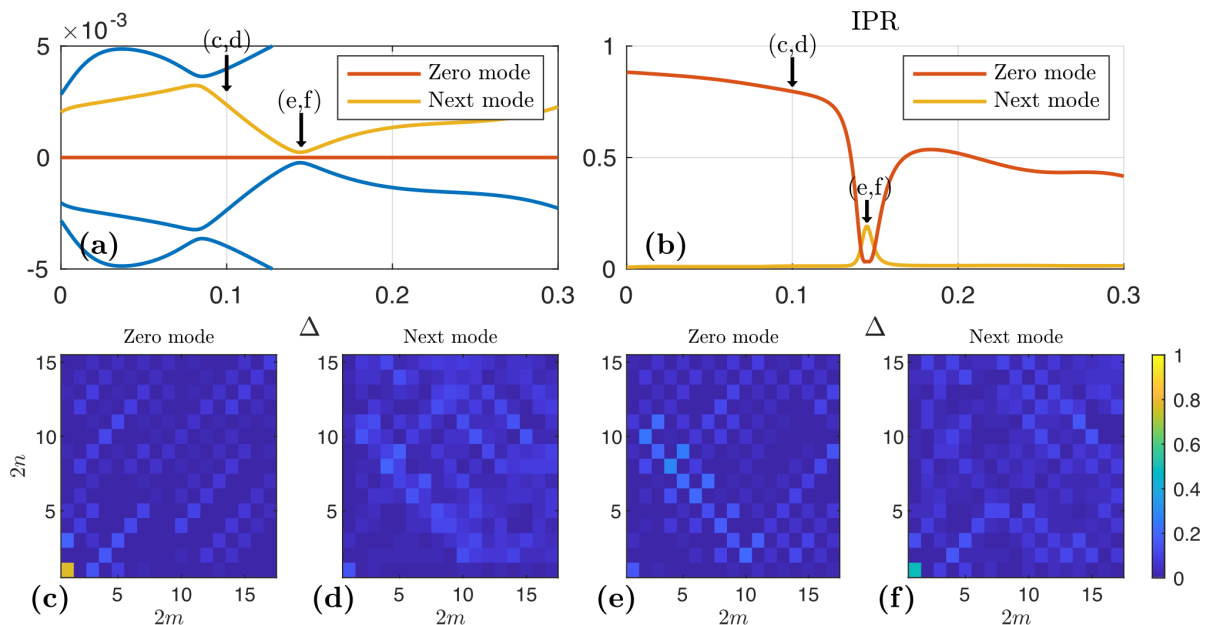 ×10⁻³
5
0
-5
(c,d)
(e,f)
Zero mode
Next mode
(a)
0
0.1
0.2
0.3
Δ
IPR
1
0.5
0
(c,d)
(e,f)
Zero mode
Next mode
(b)
0
0.1
0.2
0.3
Δ
Zero mode
15
10
5
2n
5
10
15
2m
(c)
Next mode
15
10
5
5
10
15
2m
(d)
Zero mode
15
10
5
5
10
15
2m
(e)
Next mode
15
10
5
5
10
15
2m
(f)
1
0.8
0.6
0.4
0.2
0